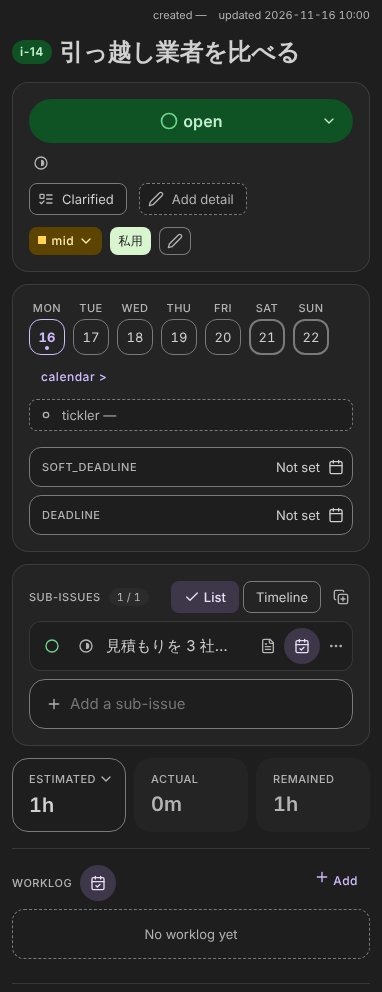 created — updated 2026-11-16 10:00
i-14 引っ越し業者を比べる
open
Clarified Add detail
mid 私用
MON TUE WED THU FRI SAT SUN
16 17 18 19 20 21 22
calendar >
tickler —
SOFT_DEADLINE Not set
DEADLINE Not set
SUB-ISSUES 1 / 1 List Timeline
見積もりを 3 社...
Add a sub-issue
ESTIMATED ACTUAL REMAINED
1h 0m 1h
WORKLOG + Add
No worklog yet